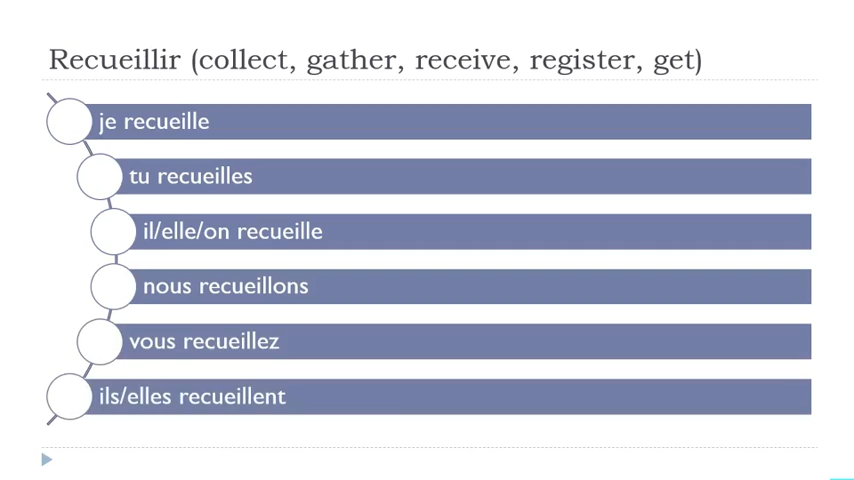 Recueillir (collect, gather, receive, register, get)
je recueille
tu recueilles
il/elle/on recueille
nous recueillons
vous recueillez
ils/elles recueillent